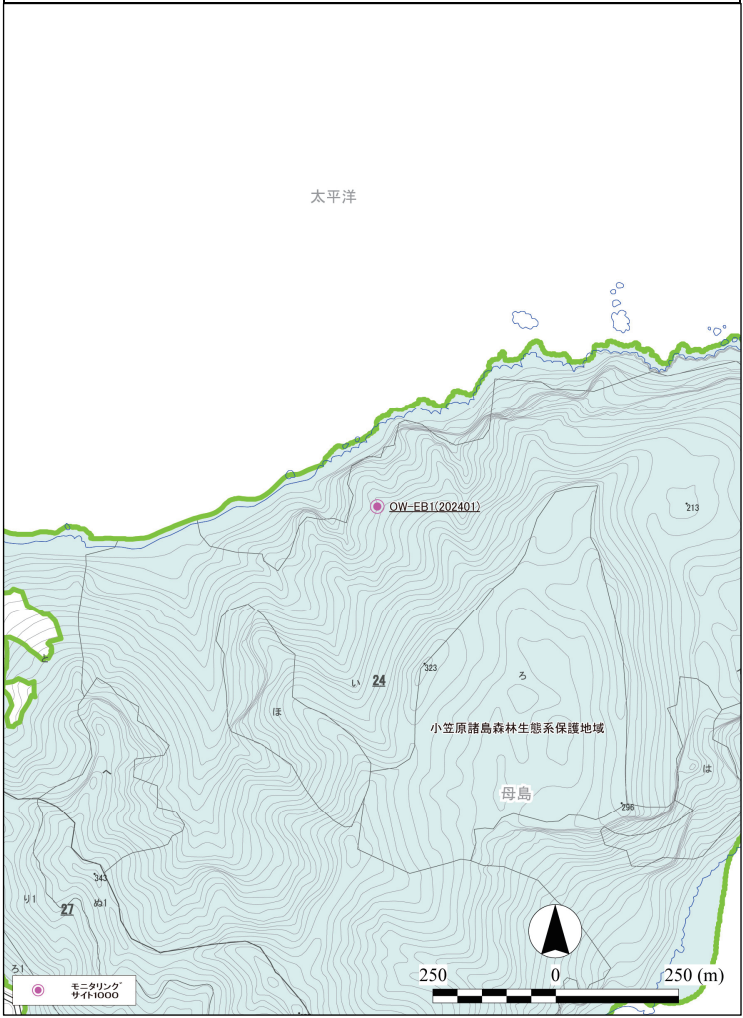 太平洋
OW-EB1(202401)
213
と
323
い 24
ろ
ほ
小笠原諸島森林生態系保護地域
は
へ
母島
296
343
り1
ぬ1
27
ろ1
モニタリング
サイト1000
250 0 250 (m)